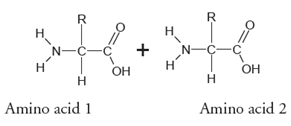 R R
H O H O
N–C–C + N–C–C
H H OH H H OH
Amino acid 1 Amino acid 2